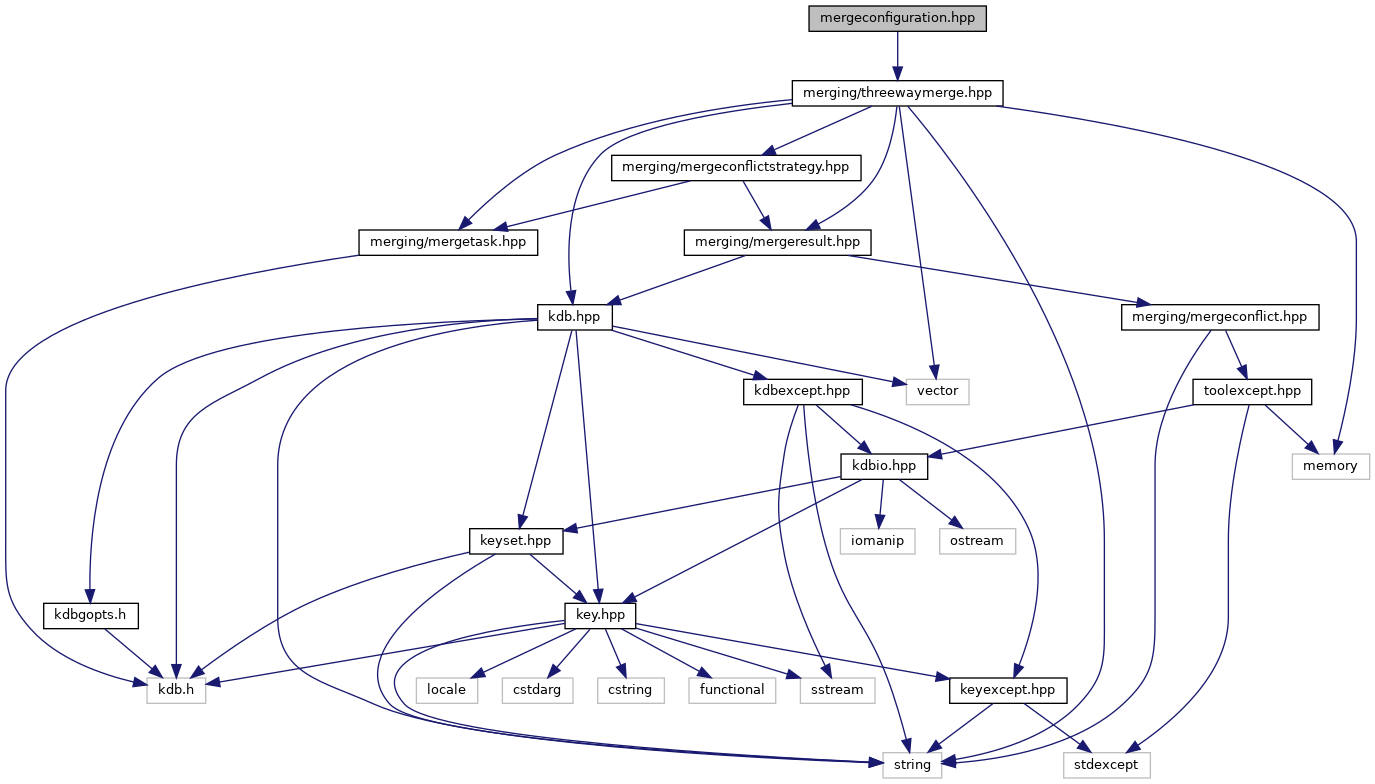 mergeconfiguration.hpp
merging/threewaymerge.hpp
merging/mergeconflictstrategy.hpp
merging/mergetask.hpp
merging/mergeresult.hpp
kdb.hpp
merging/mergeconflict.hpp
kdbexcept.hpp
vector
toolexcept.hpp
kdbio.hpp
memory
keyset.hpp
iomanip
ostream
kdbgopts.h
key.hpp
kdb.h
locale
cstdarg
cstring
functional
sstream
keyexcept.hpp
string
stdexcept